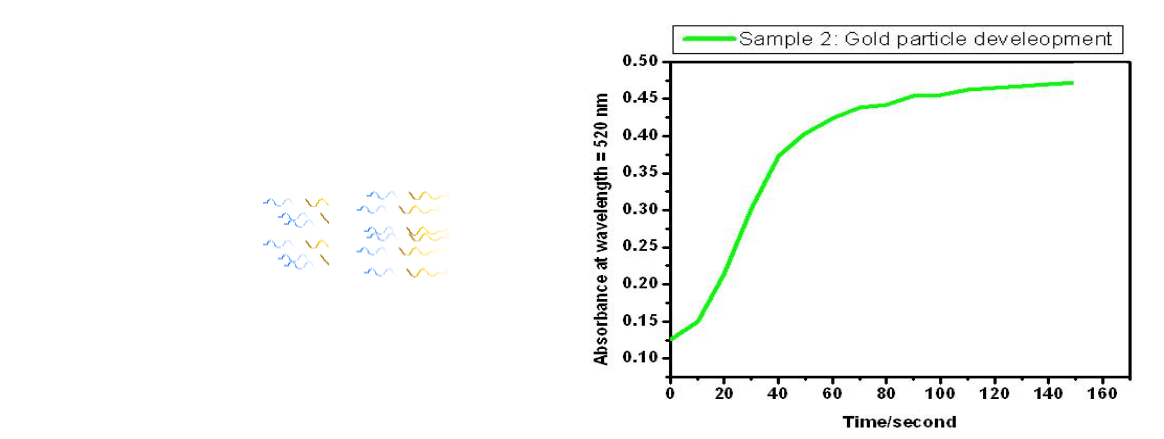 Sample 2: Gold particle develeopment
0.50
0.45
0.40
0.35
0.30
0.25
0.20
0.15
0.10
Absorbance at wavelength = 520 nm
0 20 40 60 80 100 120 140 160
Time/second